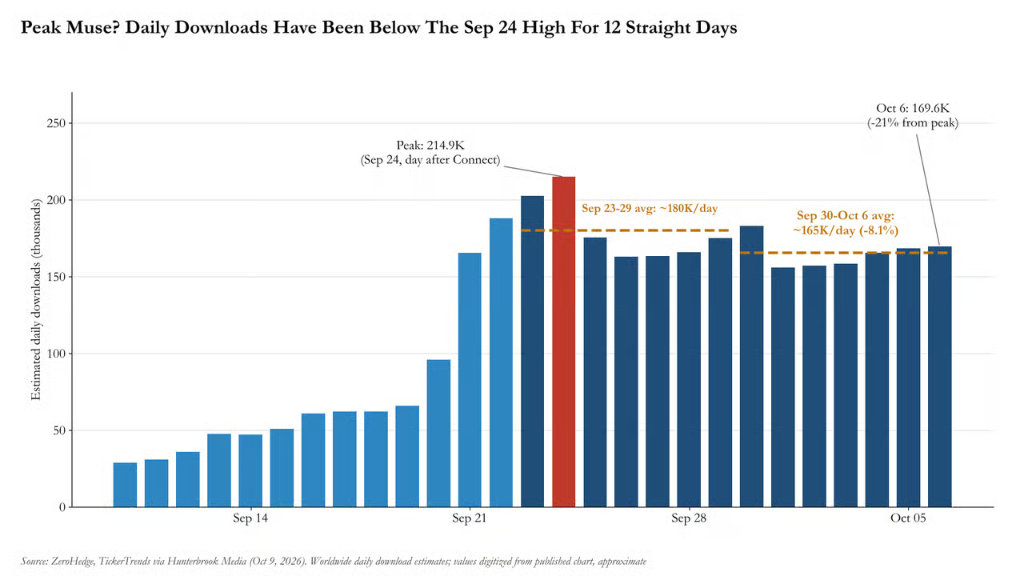 Peak Muse? Daily Downloads Have Been Below The Sep 24 High For 12 Straight Days
Estimated daily downloads (thousands)
250
200
150
100
50
0
Peak: 214.9K
(Sep 24, day after Connect)
Sep 23-29 avg: ~180K/day
Oct 6: 169.6K
(-21% from peak)
Sep 30-Oct 6 avg:
~165K/day (-8.1%)
Sep 14
Sep 21
Sep 28
Oct 05
Source: ZeroHedge, TickerTrends via Hunterbrook Media (Oct 9, 2026). Worldwide daily download estimates; values digitized from published chart, approximate